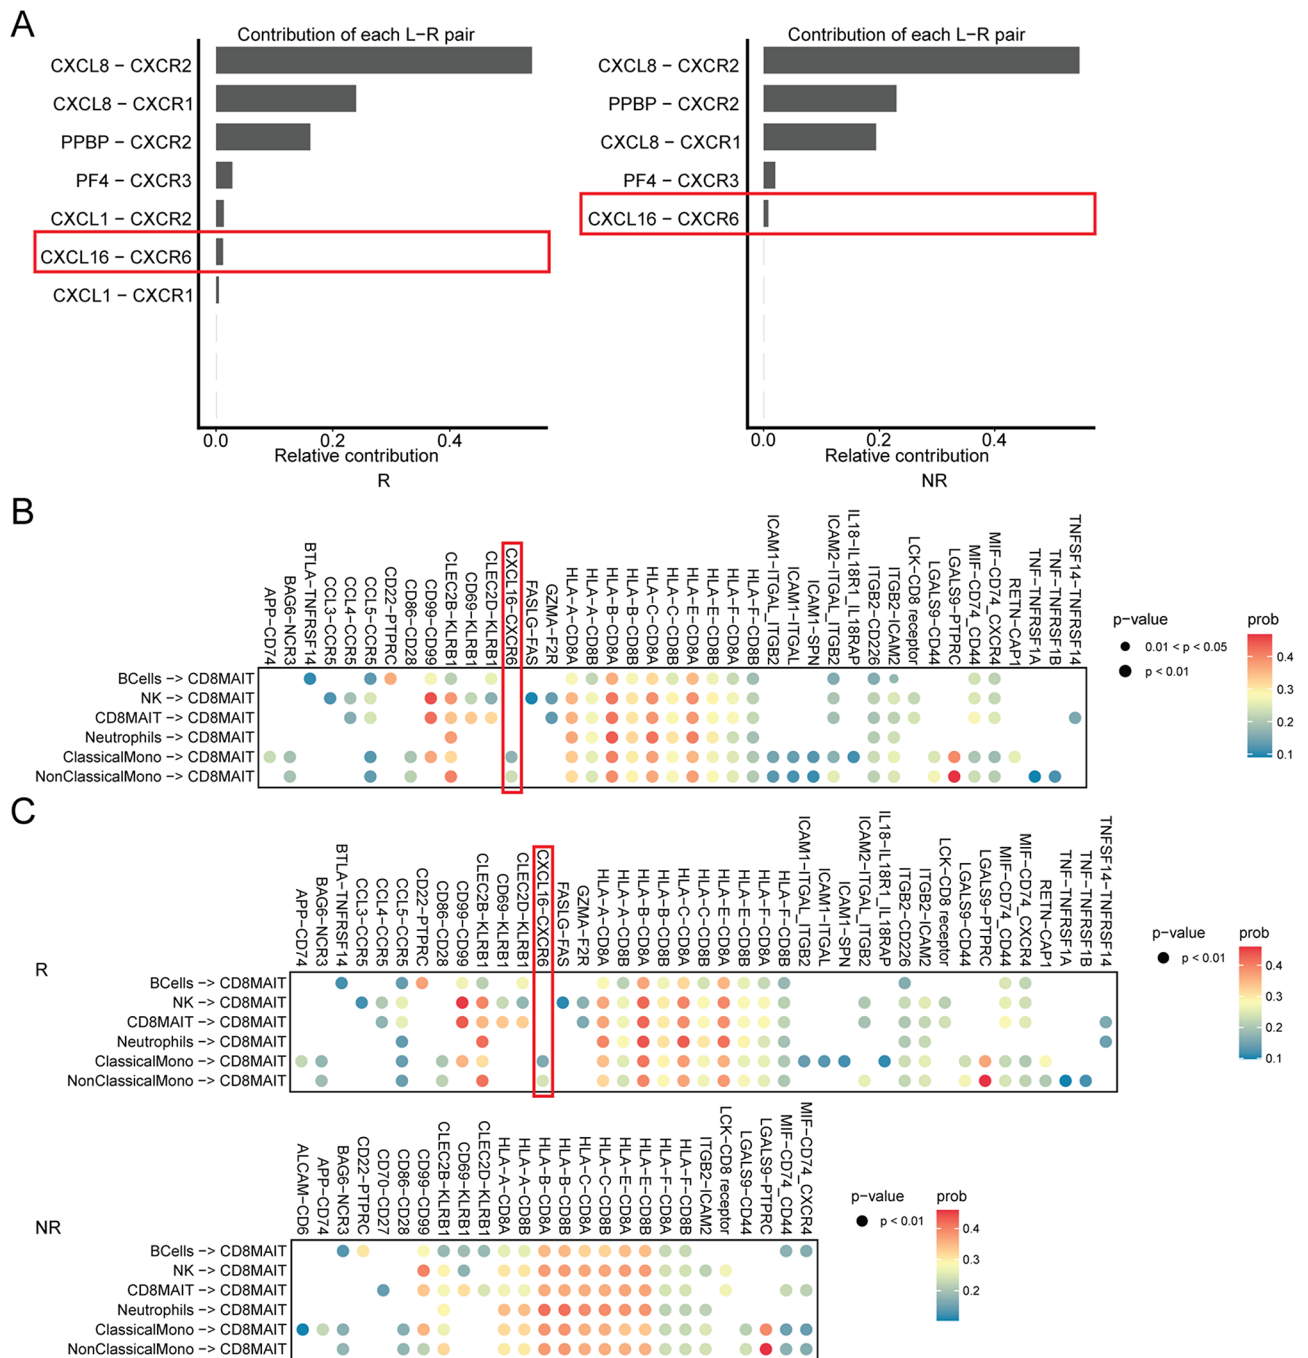 A
Contribution of each L−R pair
CXCL8 − CXCR2
CXCL8 − CXCR1
PPBP − CXCR2
PF4 − CXCR3
CXCL1 − CXCR2
CXCL16 − CXCR6
CXCL1 − CXCR1
0.0 0.2 0.4
Relative contribution
R
Contribution of each L−R pair
CXCL8 − CXCR2
PPBP − CXCR2
CXCL8 − CXCR1
PF4 − CXCR3
CXCL16 − CXCR6
0.0 0.2 0.4
Relative contribution
NR
B
APP−CD74
BAG6−NCR3
BTLA−TNFRSF14
CCL3−CCR5
CCL4−CCR5
CCL5−CCR5
CD22−PTPRC
CD86−CD28
CD99−CD99
CLEC2B−KLRB1
CD69−KLRB1
CLEC2D−KLRB1
CXCL16−CXCR6
FASLG−FAS
GZMA−F2R
HLA−A−CD8A
HLA−A−CD8B
HLA−B−CD8A
HLA−B−CD8B
HLA−C−CD8A
HLA−C−CD8B
HLA−E−CD8A
HLA−E−CD8B
HLA−F−CD8A
HLA−F−CD8B
ICAM1−ITGAL_ITGB2
ICAM1−ITGAL
ICAM1−SPN
ICAM2−ITGAL_ITGB2
IL18−IL18R1_IL18RAP
ITGB2−CD226
ITGB2−ICAM2
LCK−CD8 receptor
LGALS9−CD44
LGALS9−PTPRC
MIF−CD74_CD44
MIF−CD74_CXCR4
RETN−CAP1
TNF−TNFRSF1A
TNF−TNFRSF1B
TNFSF14−TNFRSF14
BCells −> CD8MAIT
NK −> CD8MAIT
CD8MAIT −> CD8MAIT
Neutrophils −> CD8MAIT
ClassicalMono −> CD8MAIT
NonClassicalMono −> CD8MAIT
p−value
0.01 < p < 0.05
p < 0.01
prob
0.4
0.3
0.2
0.1
C
APP−CD74
BAG6−NCR3
BTLA−TNFRSF14
CCL3−CCR5
CCL4−CCR5
CCL5−CCR5
CD22−PTPRC
CD86−CD28
CD99−CD99
CLEC2B−KLRB1
CD69−KLRB1
CLEC2D−KLRB1
CXCL16−CXCR6
FASLG−FAS
GZMA−F2R
HLA−A−CD8A
HLA−A−CD8B
HLA−B−CD8A
HLA−B−CD8B
HLA−C−CD8A
HLA−C−CD8B
HLA−E−CD8A
HLA−E−CD8B
HLA−F−CD8A
HLA−F−CD8B
ICAM1−ITGAL_ITGB2
ICAM1−ITGAL
ICAM1−SPN
ICAM2−ITGAL_ITGB2
IL18−IL18R1_IL18RAP
ITGB2−CD226
ITGB2−ICAM2
LCK−CD8 receptor
LGALS9−CD44
LGALS9−PTPRC
MIF−CD74_CD44
MIF−CD74_CXCR4
RETN−CAP1
TNF−TNFRSF1A
TNF−TNFRSF1B
TNFSF14−TNFRSF14
R
BCells −> CD8MAIT
NK −> CD8MAIT
CD8MAIT −> CD8MAIT
Neutrophils −> CD8MAIT
ClassicalMono −> CD8MAIT
NonClassicalMono −> CD8MAIT
p−value
p < 0.01
prob
0.4
0.3
0.2
0.1
ALCAM−CD6
APP−CD74
BAG6−NCR3
CD22−PTPRC
CD70−CD27
CD86−CD28
CD99−CD99
CLEC2B−KLRB1
CD69−KLRB1
CLEC2D−KLRB1
HLA−A−CD8A
HLA−A−CD8B
HLA−B−CD8A
HLA−B−CD8B
HLA−C−CD8A
HLA−C−CD8B
HLA−E−CD8A
HLA−E−CD8B
HLA−F−CD8A
HLA−F−CD8B
ITGB2−ICAM2
LCK−CD8 receptor
LGALS9−CD44
LGALS9−PTPRC
MIF−CD74_CD44
MIF−CD74_CXCR4
NR
BCells −> CD8MAIT
NK −> CD8MAIT
CD8MAIT −> CD8MAIT
Neutrophils −> CD8MAIT
ClassicalMono −> CD8MAIT
NonClassicalMono −> CD8MAIT
p−value
p < 0.01
prob
0.4
0.3
0.2